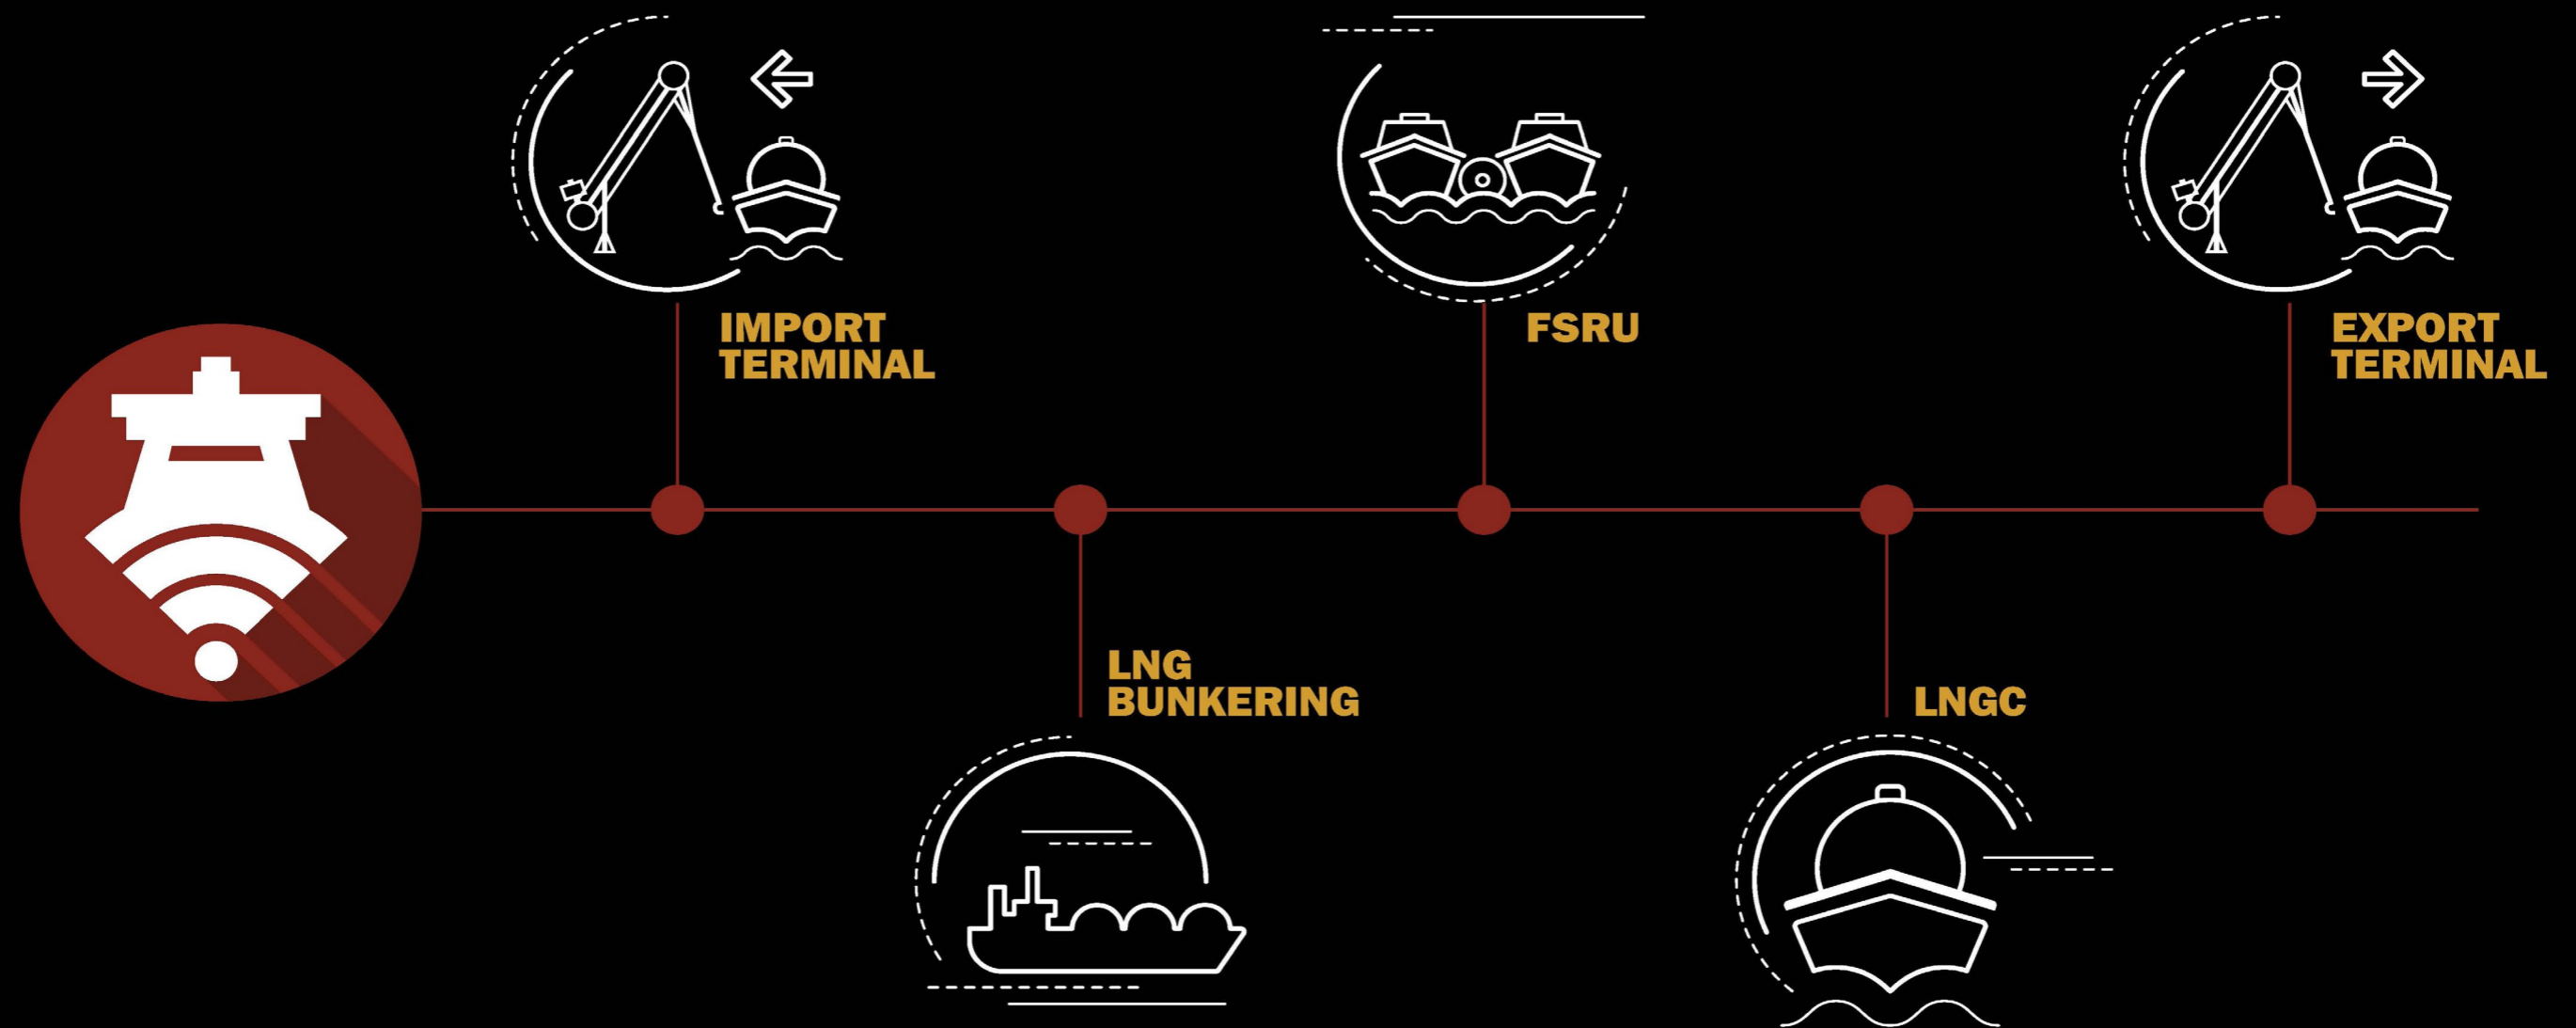 IMPORT
TERMINAL
FSRU
EXPORT
TERMINAL
LNG
BUNKERING
LNGC